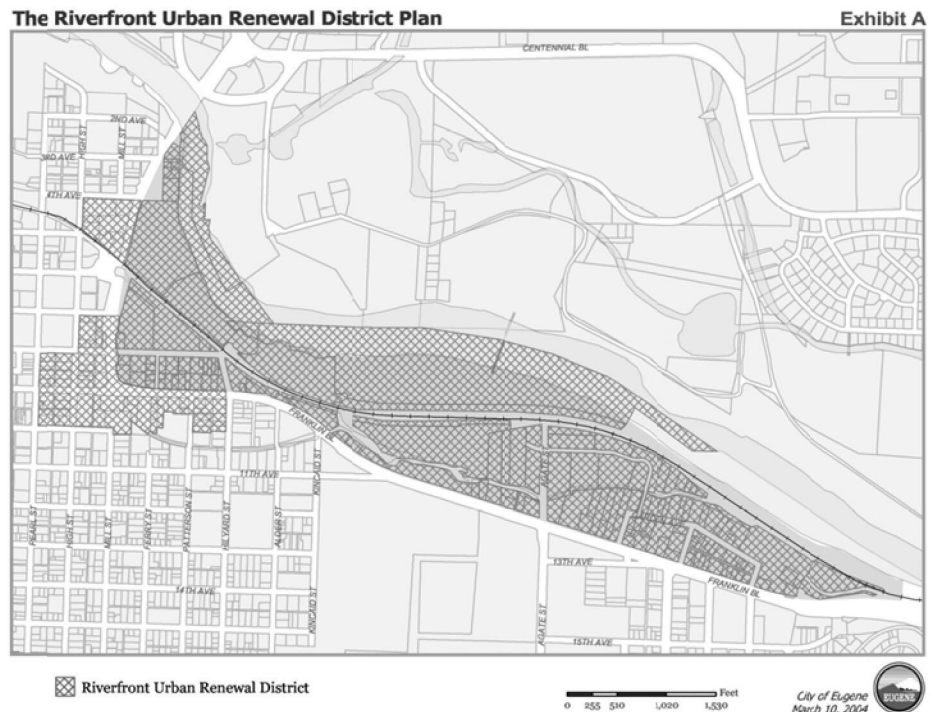 The Riverfront Urban Renewal District Plan
Exhibit A
CENTENNIAL BL
2ND AVE
HIGH ST
MILL ST
3RD AVE
4TH AVE
FRANKLIN BL
KINCAID ST
11TH AVE
AGATE ST
PEARL ST
HIGH ST
MILL ST
FERRY ST
PATTERSON ST
HILYARD ST
ALDER ST
13TH AVE
FRANKLIN BL
14TH AVE
KINCAID ST
AGATE ST
15TH AVE
Riverfront Urban Renewal District
Feet
0 255 510 1,020 1,530
City of Eugene
March 10, 2004
EUGENE